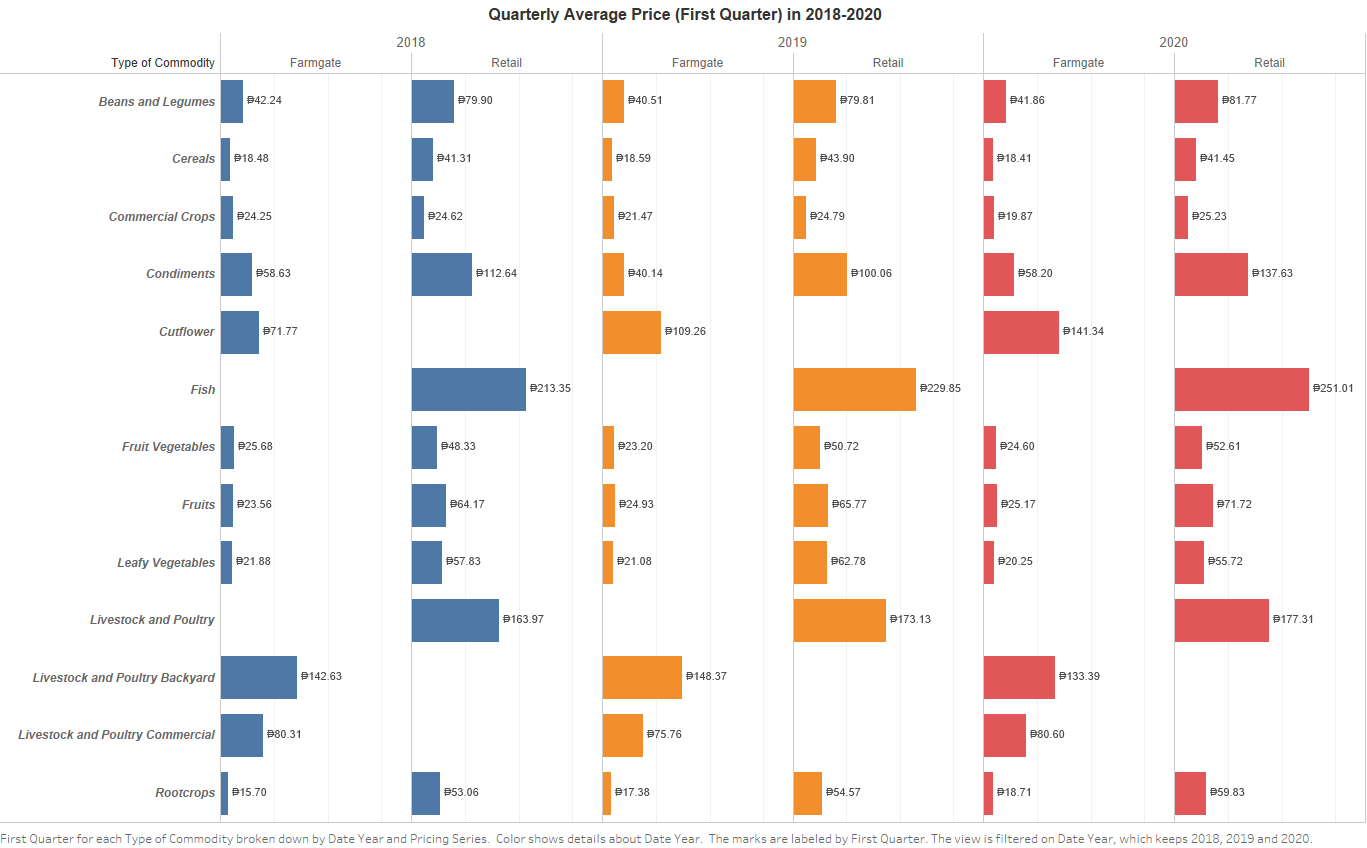 Quarterly Average Price (First Quarter) in 2018-2020
2018 2019 2020
Type of Commodity Farmgate Retail Farmgate Retail Farmgate Retail
Beans and Legumes ₱42.24 ₱79.90 ₱40.51 ₱79.81 ₱41.86 ₱81.77
Cereals ₱18.48 ₱41.31 ₱18.59 ₱43.90 ₱18.41 ₱41.45
Commercial Crops ₱24.25 ₱24.62 ₱21.47 ₱24.79 ₱19.87 ₱25.23
Condiments ₱58.63 ₱112.64 ₱40.14 ₱100.06 ₱58.20 ₱137.63
Cutflower ₱71.77 ₱109.26 ₱141.34
Fish ₱213.35 ₱229.85 ₱251.01
Fruit Vegetables ₱25.68 ₱48.33 ₱23.20 ₱50.72 ₱24.60 ₱52.61
Fruits ₱23.56 ₱64.17 ₱24.93 ₱65.77 ₱25.17 ₱71.72
Leafy Vegetables ₱21.88 ₱57.83 ₱21.08 ₱62.78 ₱20.25 ₱55.72
Livestock and Poultry ₱163.97 ₱173.13 ₱177.31
Livestock and Poultry Backyard ₱142.63 ₱148.37 ₱133.39
Livestock and Poultry Commercial ₱80.31 ₱75.76 ₱80.60
Rootcrops ₱15.70 ₱53.06 ₱17.38 ₱54.57 ₱18.71 ₱59.83
First Quarter for each Type of Commodity broken down by Date Year and Pricing Series. Color shows details about Date Year. The marks are labeled by First Quarter. The view is filtered on Date Year, which keeps 2018, 2019 and 2020.